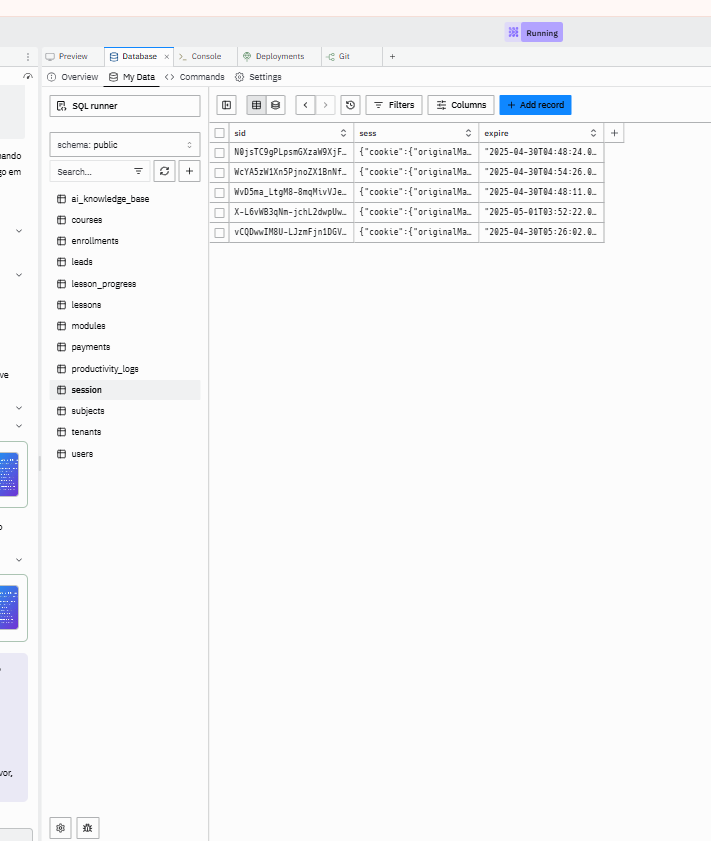 Running
Preview
Database
Console
Deployments
Git
Overview
My Data
Commands
Settings
SQL runner
Filters
Columns
Add record
schema: public
Search...
sid
sess
expire
N0jsTC9gPLpsmGXzaW9XjF…
{"cookie":{"originalMa…
"2025-04-30T04:48:24.0…
WcYA5zW1Xn5PjnoZX1BnNf…
{"cookie":{"originalMa…
"2025-04-30T04:54:26.0…
WvD5ma_LtgM8-8mqMivVJe…
{"cookie":{"originalMa…
"2025-04-30T04:48:11.0…
X-L6vWB3qNm-jchL2dwpUw…
{"cookie":{"originalMa…
"2025-05-01T03:52:22.0…
vCQDwwIM8U-LJzmFjn1DGV…
{"cookie":{"originalMa…
"2025-04-30T05:26:02.0…
ai_knowledge_base
courses
enrollments
leads
lesson_progress
lessons
modules
payments
productivity_logs
session
subjects
tenants
users
nando
go em
ve
o
vor,